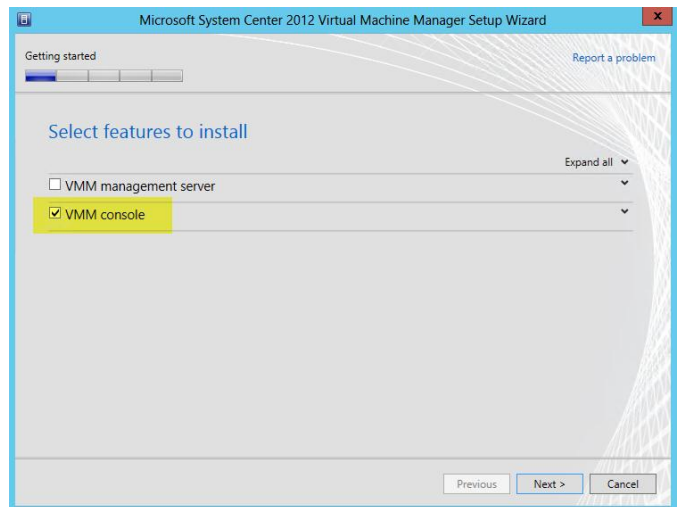 Microsoft System Center 2012 Virtual Machine Manager Setup Wizard
x
Getting started
Report a problem
Select features to install
Expand all
VMM management server
VMM console
Previous
Next >
Cancel